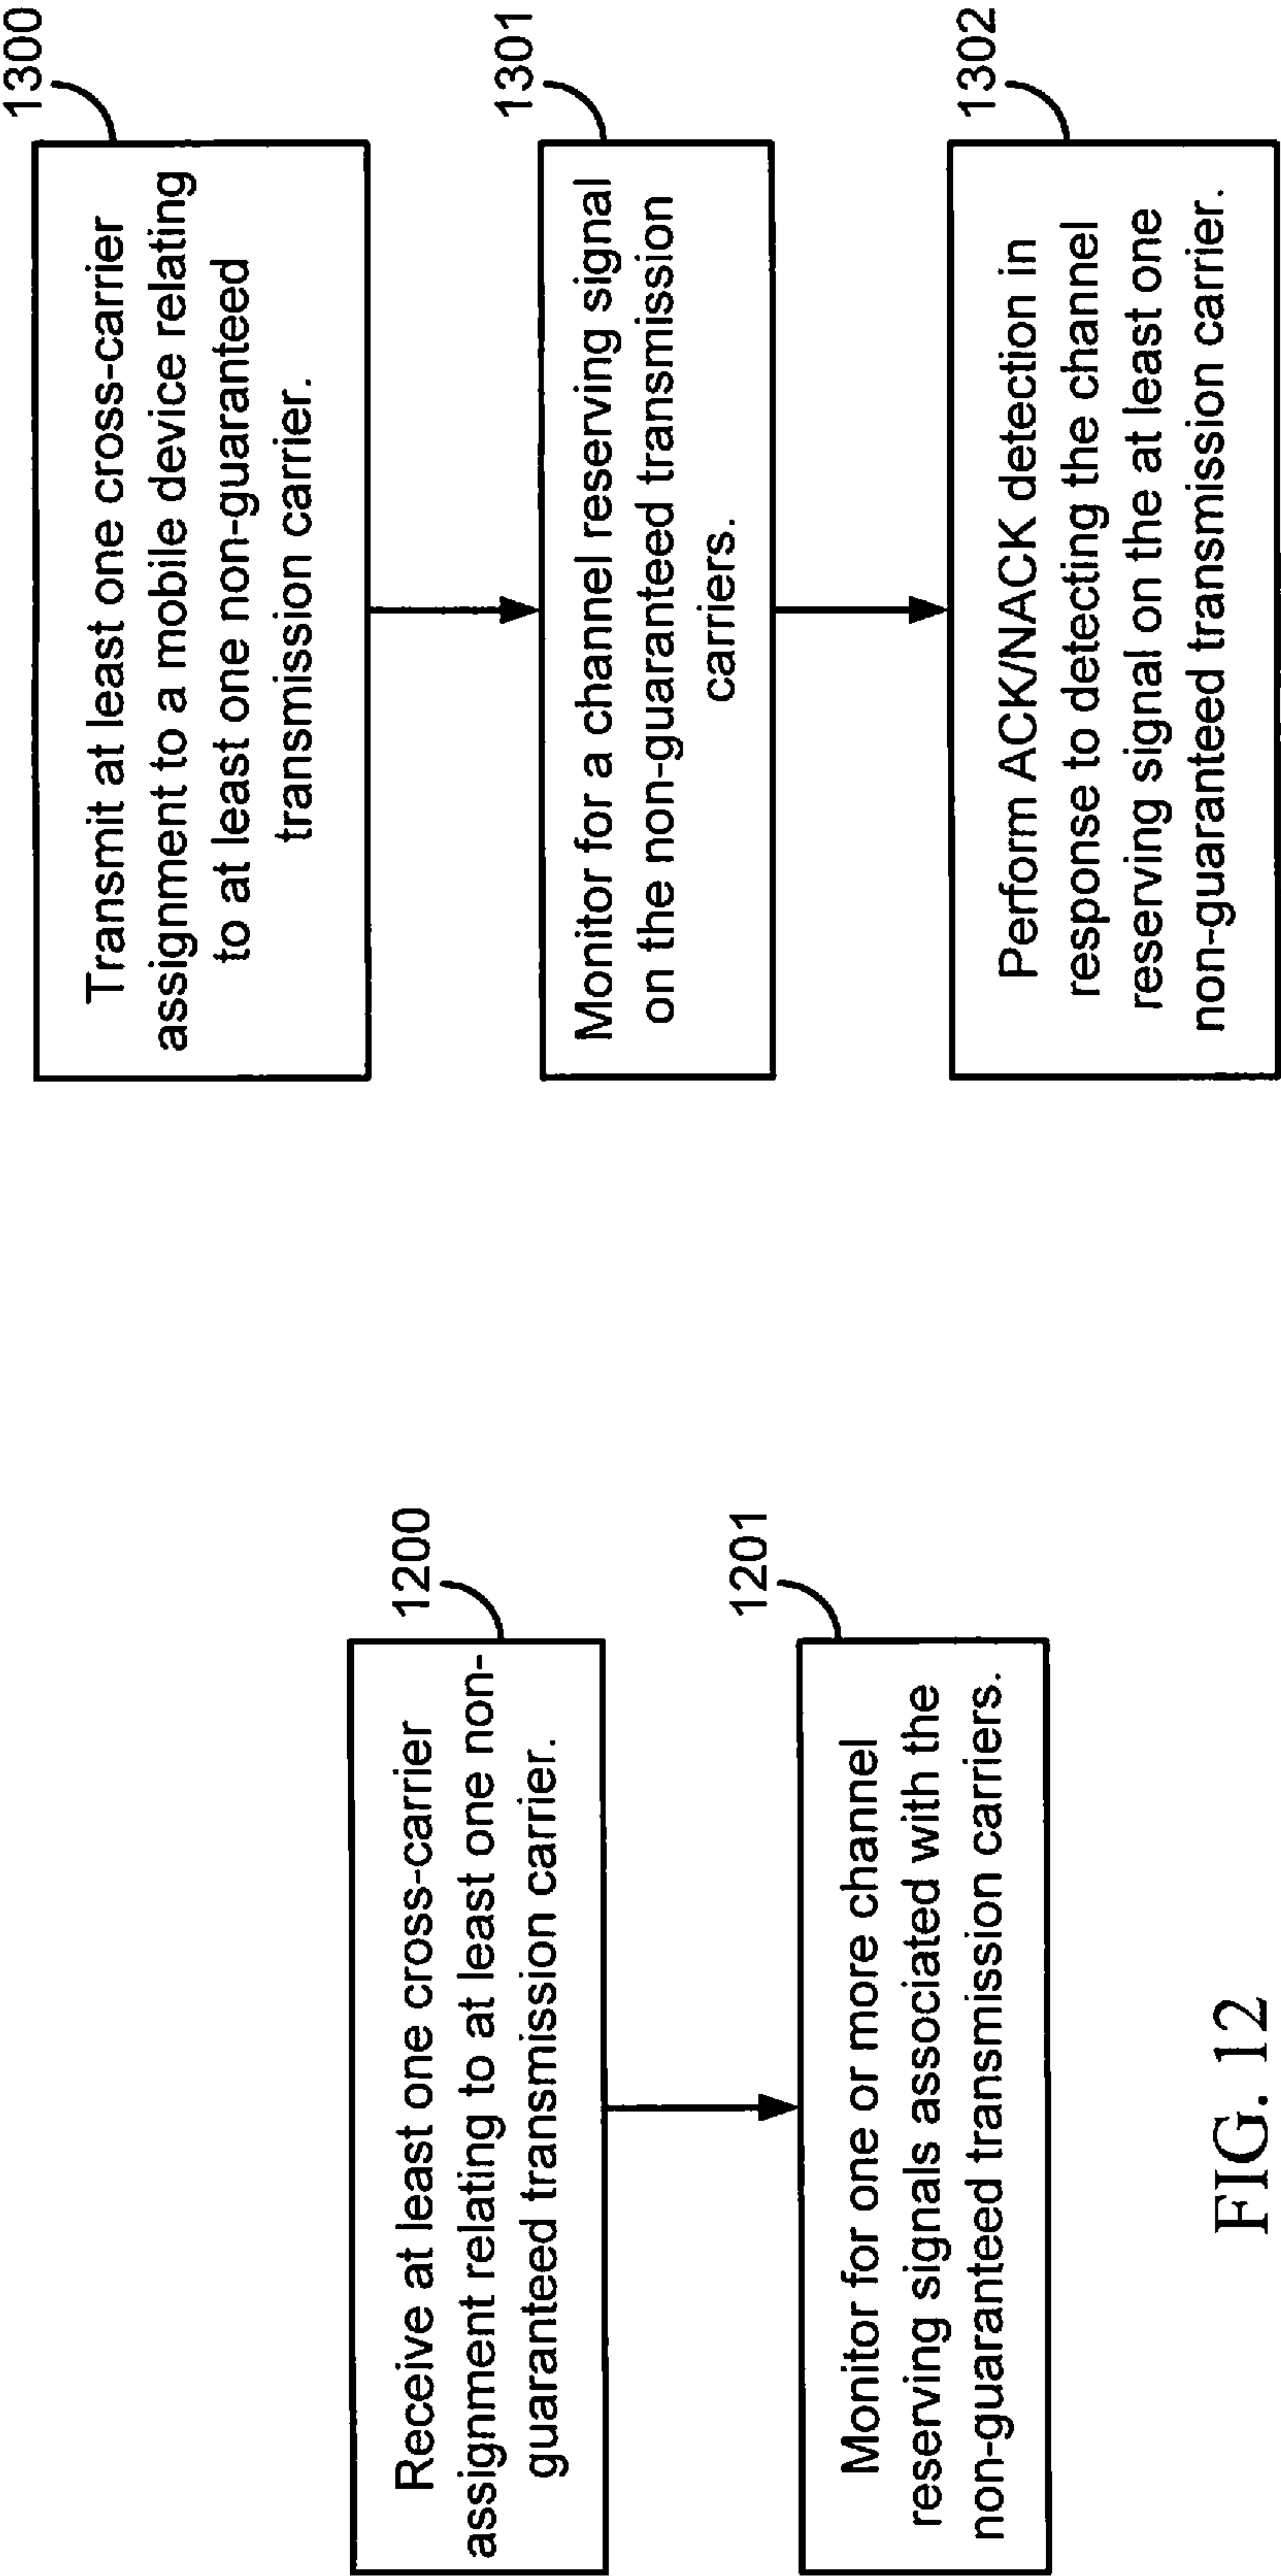 1200
Receive at least one cross-carrier
assignment relating to at least one non-
guaranteed transmission carrier.
1201
Monitor for one or more channel
reserving signals associated with the
non-guaranteed transmission carriers.
FIG. 12
1300
Transmit at least one cross-carrier
assignment to a mobile device relating
to at least one non-guaranteed
transmission carrier.
1301
Monitor for a channel reserving signal
on the non-guaranteed transmission
carriers.
1302
Perform ACK/NACK detection in
response to detecting the channel
reserving signal on the at least one
non-guaranteed transmission carrier.